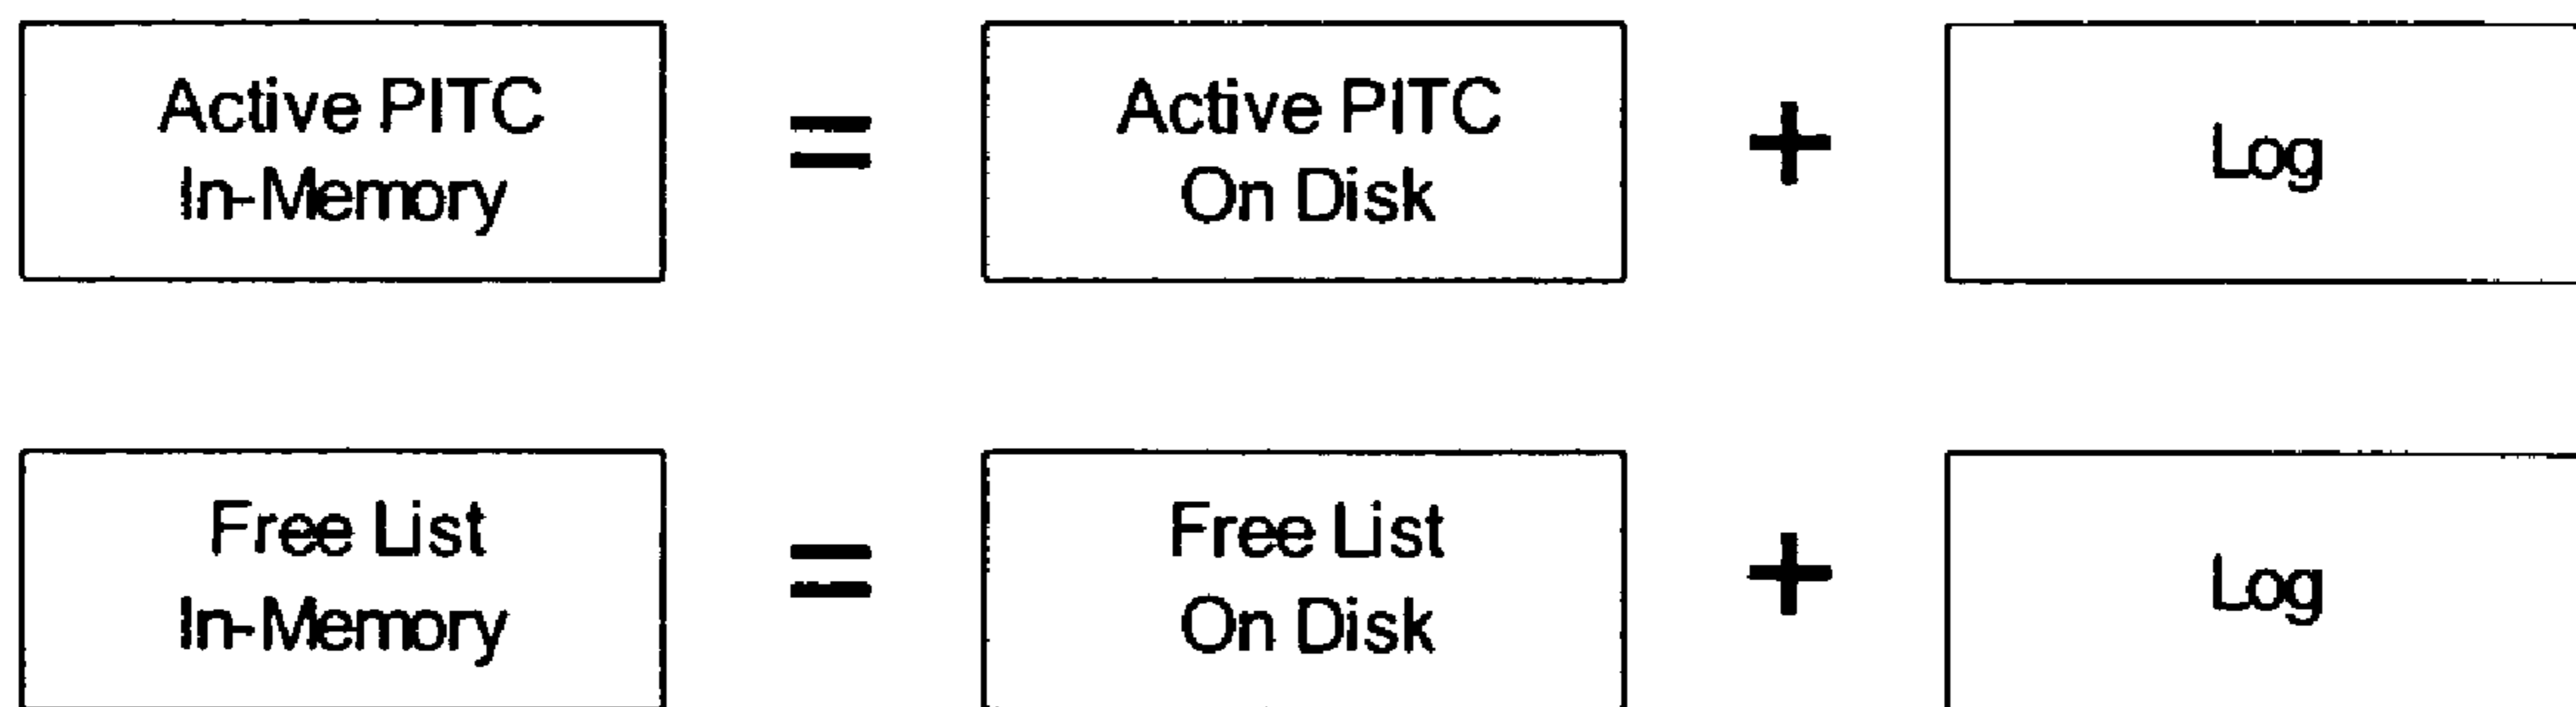 Active PITC
In-Memory
=
Active PITC
On Disk
+
Log
Free List
In-Memory
=
Free List
On Disk
+
Log